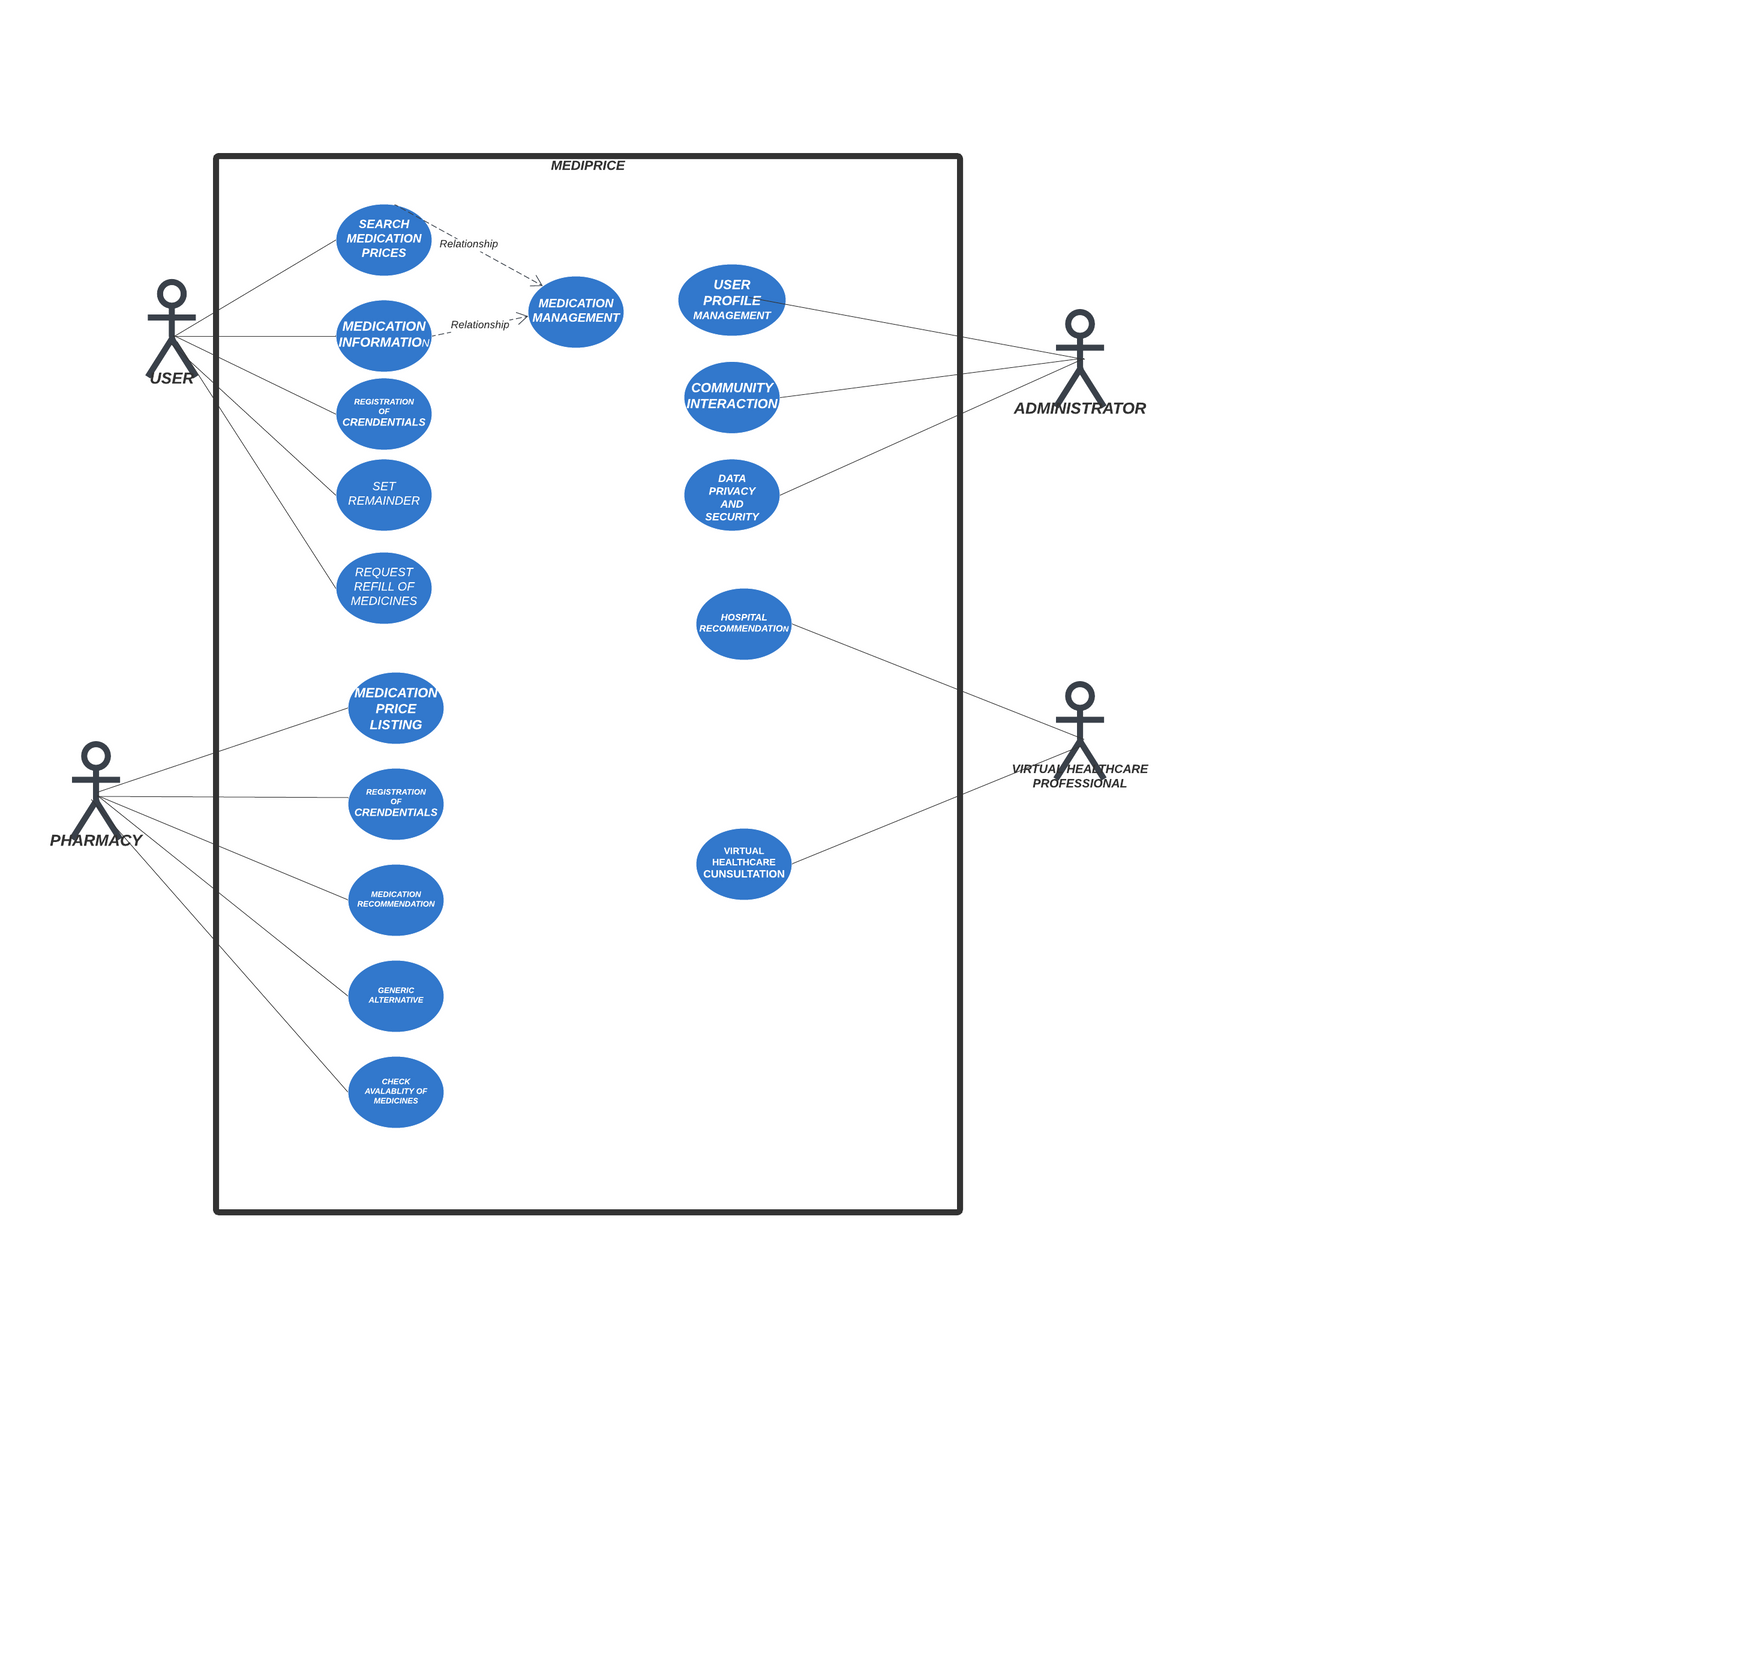 MEDIPRICE
SEARCH
MEDICATION
PRICES
Relationship
MEDICATION
INFORMATION
Relationship
MEDICATION
MANAGEMENT
REGISTRATION
OF
CRENDENTIALS
SET
REMAINDER
REQUEST
REFILL OF
MEDICINES
USER
USER
PROFILE
MANAGEMENT
COMMUNITY
INTERACTION
DATA
PRIVACY
AND
SECURITY
ADMINISTRATOR
HOSPITAL
RECOMMENDATION
VIRTUAL HEALTHCARE
PROFESSIONAL
VIRTUAL
HEALTHCARE
CUNSULTATION
MEDICATION
PRICE
LISTING
REGISTRATION
OF
CRENDENTIALS
PHARMACY
MEDICATION
RECOMMENDATION
GENERIC
ALTERNATIVE
CHECK
AVALABLITY OF
MEDICINES